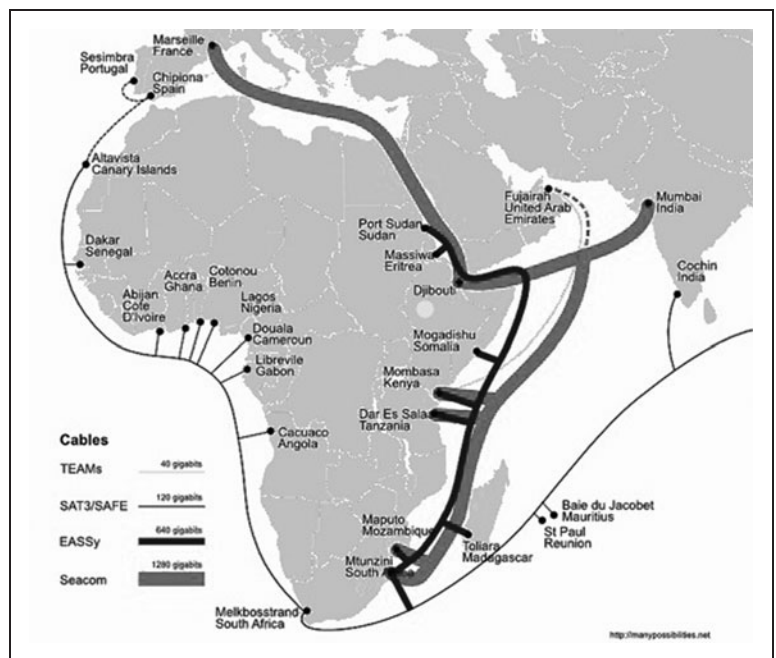 Marseille
France
Sesimbra
Portugal
Chipiona
Spain
Altavista
Canary Islands
Fujairah
United Arab
Emirates
Mumbai
India
Port Sudan
Sudan
Massiwa
Eritrea
Dakar
Senegal
Cotonou
Benin
Accra
Ghana
Djibouti
Cochin
India
Abijan
Cote
D'Ivoire
Lagos
Nigeria
Douala
Cameroun
Mogadishu
Somalia
Librevile
Gabon
Mombasa
Kenya
Dar Es Salaa
Tanzania
Cacuaco
Angola
Cables
TEAMs 40 gigabits
SAT3/SAFE 120 gigabits
EASSy 640 gigabits
Seacom 1280 gigabits
Maputo
Mozambique
Toliara
Madagascar
Baie du Jacobet
Mauritius
St Paul
Reunion
Mtunzini
South Africa
Melkbosstrand
South Africa
http://manypossibilities.net